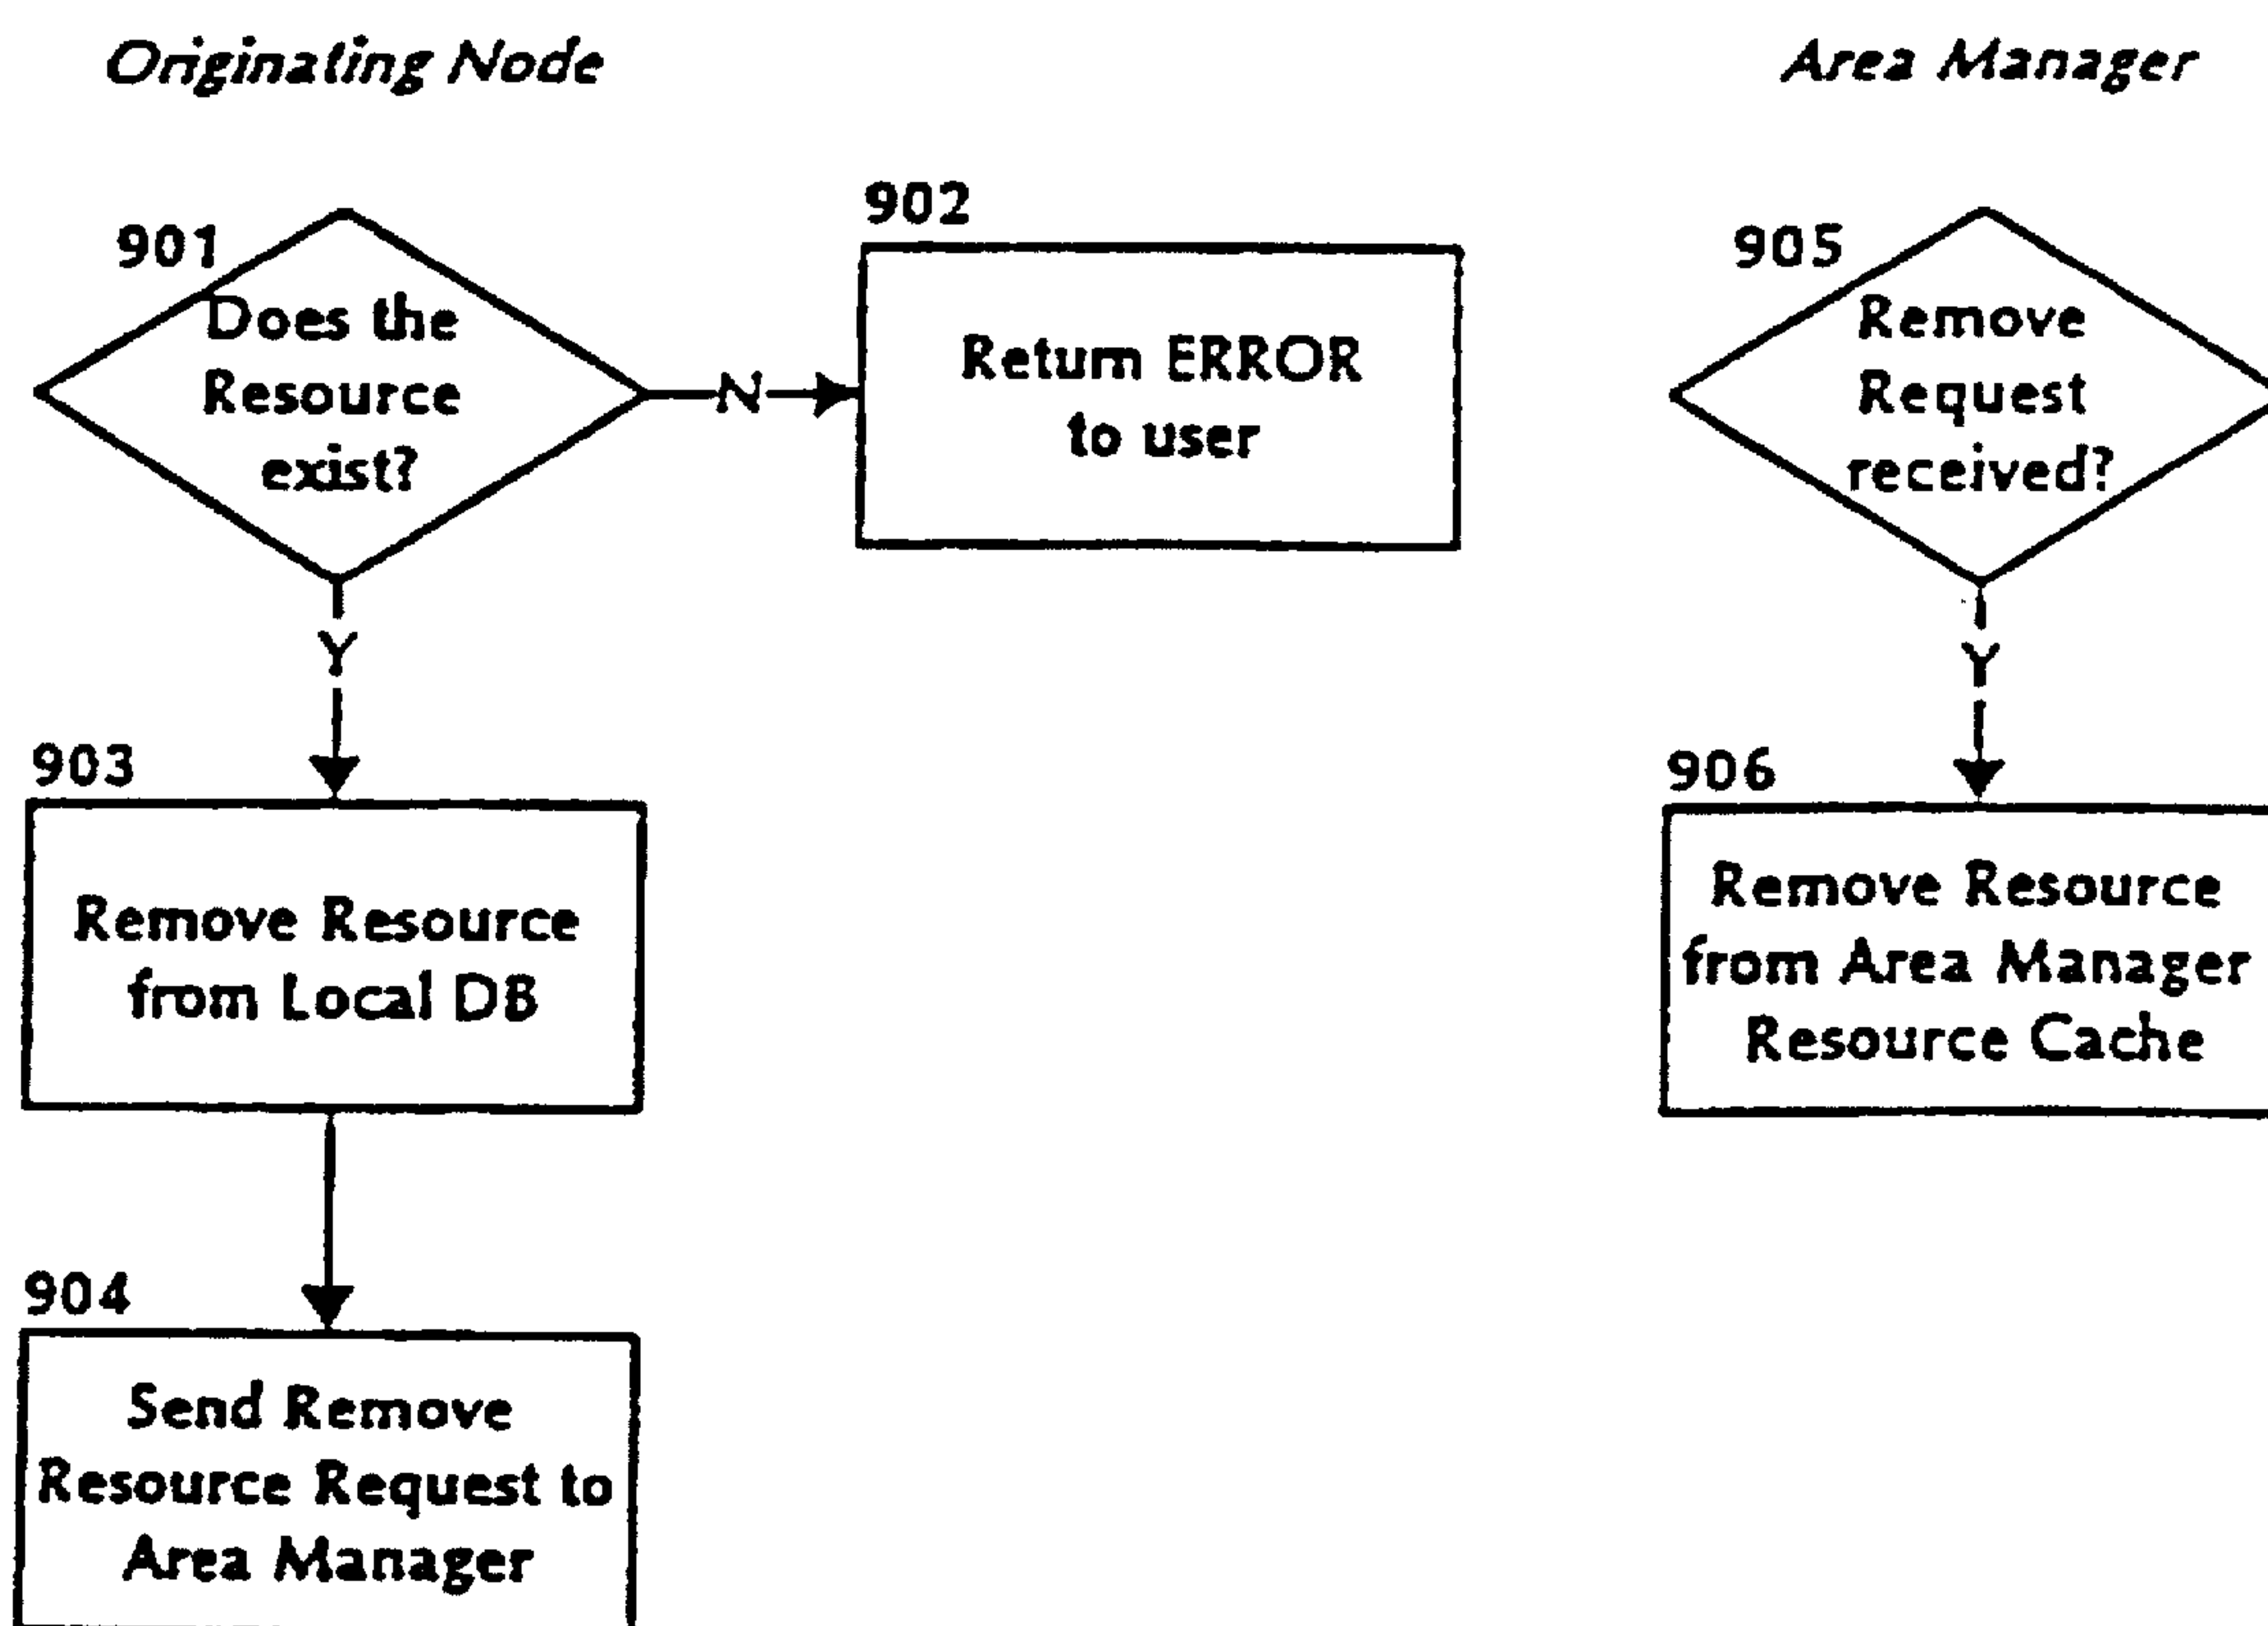 Originating Node
Area Manager
901
Does the
Resource
exist?
N
902
Return ERROR
to user
Y
903
Remove Resource
from Local DB
904
Send Remove
Resource Request to
Area Manager
905
Remove
Request
received?
Y
906
Remove Resource
from Area Manager
Resource Cache